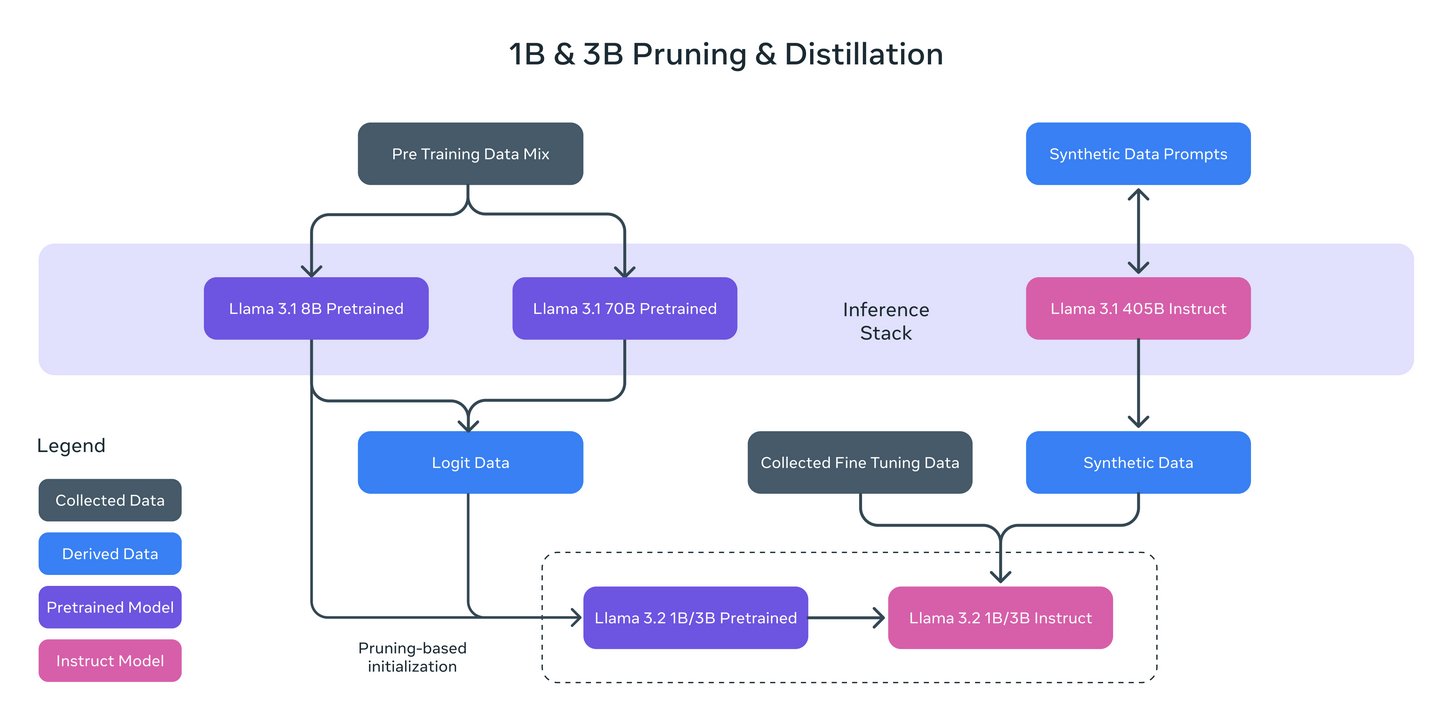 1B & 3B Pruning & Distillation
Pre Training Data Mix
Synthetic Data Prompts
Llama 3.1 8B Pretrained
Llama 3.1 70B Pretrained
Inference
Stack
Llama 3.1 405B Instruct
Legend
Collected Data
Derived Data
Pretrained Model
Instruct Model
Logit Data
Collected Fine Tuning Data
Synthetic Data
Pruning-based
initialization
Llama 3.2 1B/3B Pretrained
Llama 3.2 1B/3B Instruct